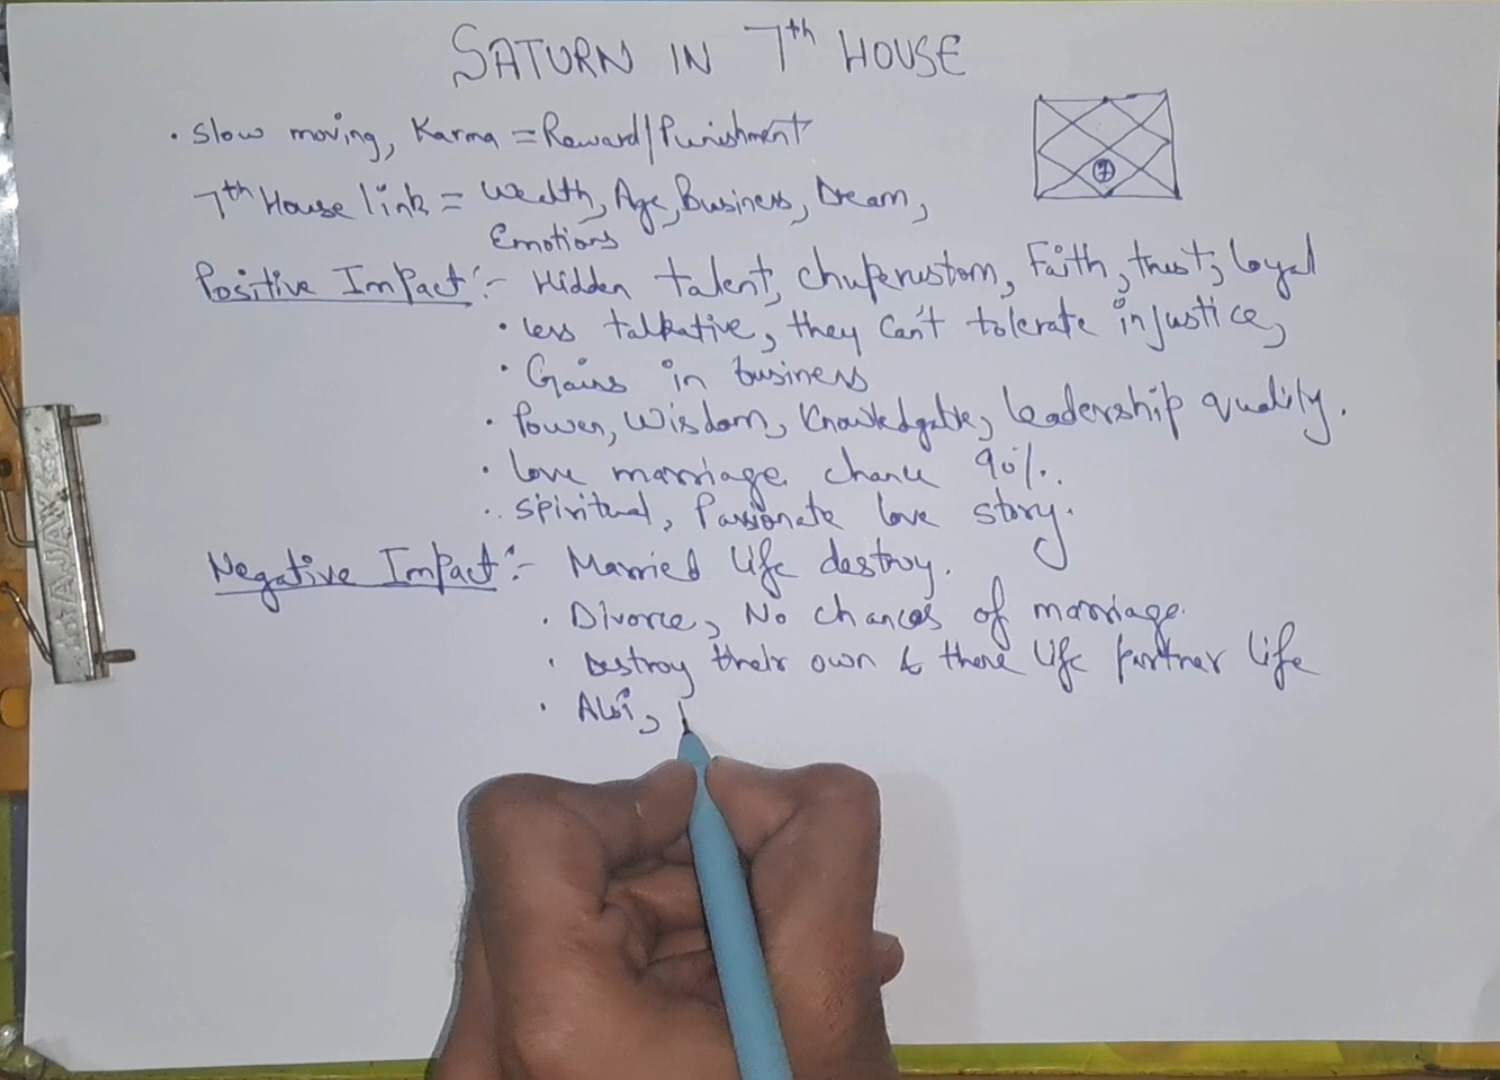 SATURN IN 7th HOUSE
• Slow moving, Karma = Reward/Punishment
7th House link = Wealth, Age, Business, Dream,
Emotions
Positive Impact :- Hidden talent, chuperustom, Faith, trust, loyal
• less talkative, they can't tolerate injustice,
• Gains in business
• Power, Wisdom, Knowledgable, leadership quality.
• love marriage chance 90%.
• Spiritual, Passionate love story.
Negative Impact :- Married life destroy.
• Divorce, No chances of marriage.
• Destroy their own & there life partner life
• Alsi,
7
BAJAJ